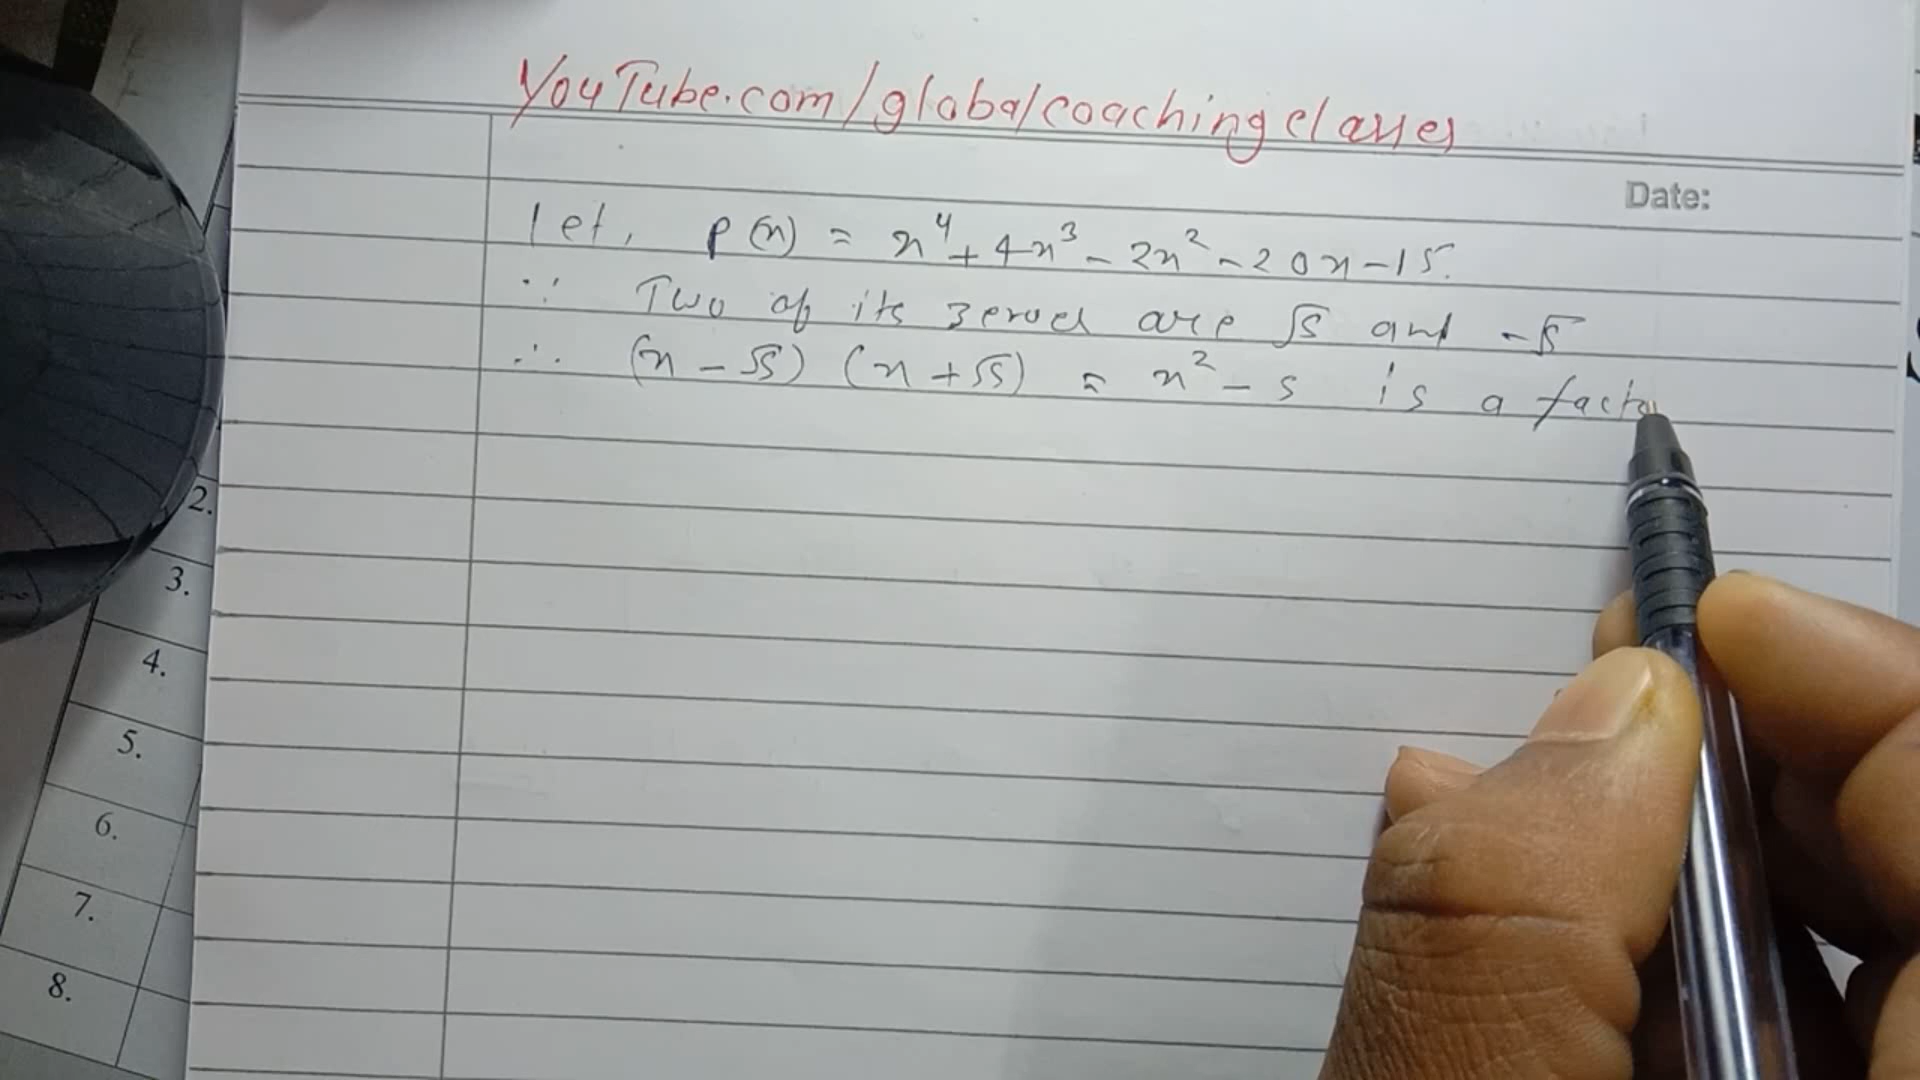 YouTube.com/globalcoachingclasses
Date:
Let, p(x) = x⁴ + 4x³ - 2x² - 20x - 15.
∵ Two of its zeroes are √5 and -√5
∴ (x - √5) (x + √5) = x² - 5 is a facto
2.
3.
4.
5.
6.
7.
8.